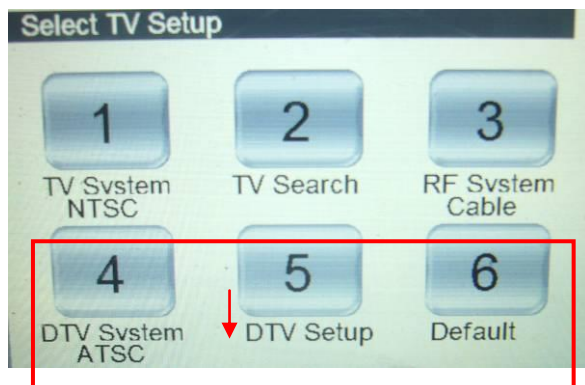 Select TV Setup
1 2 3
TV System TV Search RF System
NTSC Cable
4 5 6
DTV System DTV Setup Default
ATSC